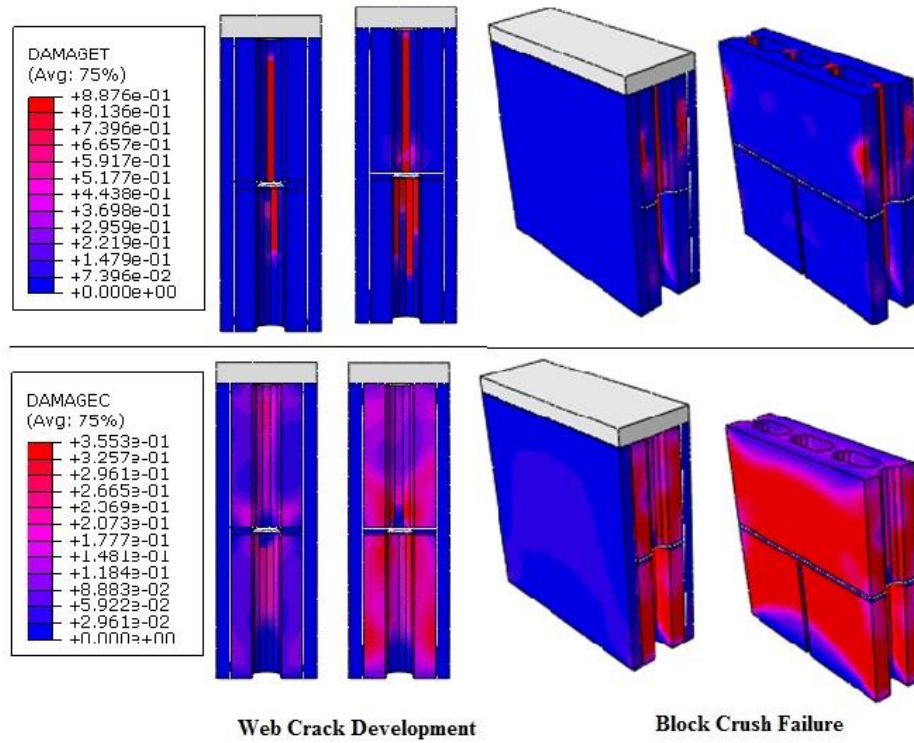 DAMAGET
(Avg: 75%)
+8.876e-01
+8.136e-01
+7.396e-01
+6.657e-01
+5.917e-01
+5.177e-01
+4.438e-01
+3.698e-01
+2.959e-01
+2.219e-01
+1.479e-01
+7.396e-02
+0.000e+00
DAMAGEC
(Avg: 75%)
+3.553e-01
+3.257e-01
+2.961e-01
+2.665e-01
+2.369e-01
+2.073e-01
+1.777e-01
+1.481e-01
+1.184e-01
+8.883e-02
+5.922e-02
+2.961e-02
+0.000e+00
Web Crack Development
Block Crush Failure